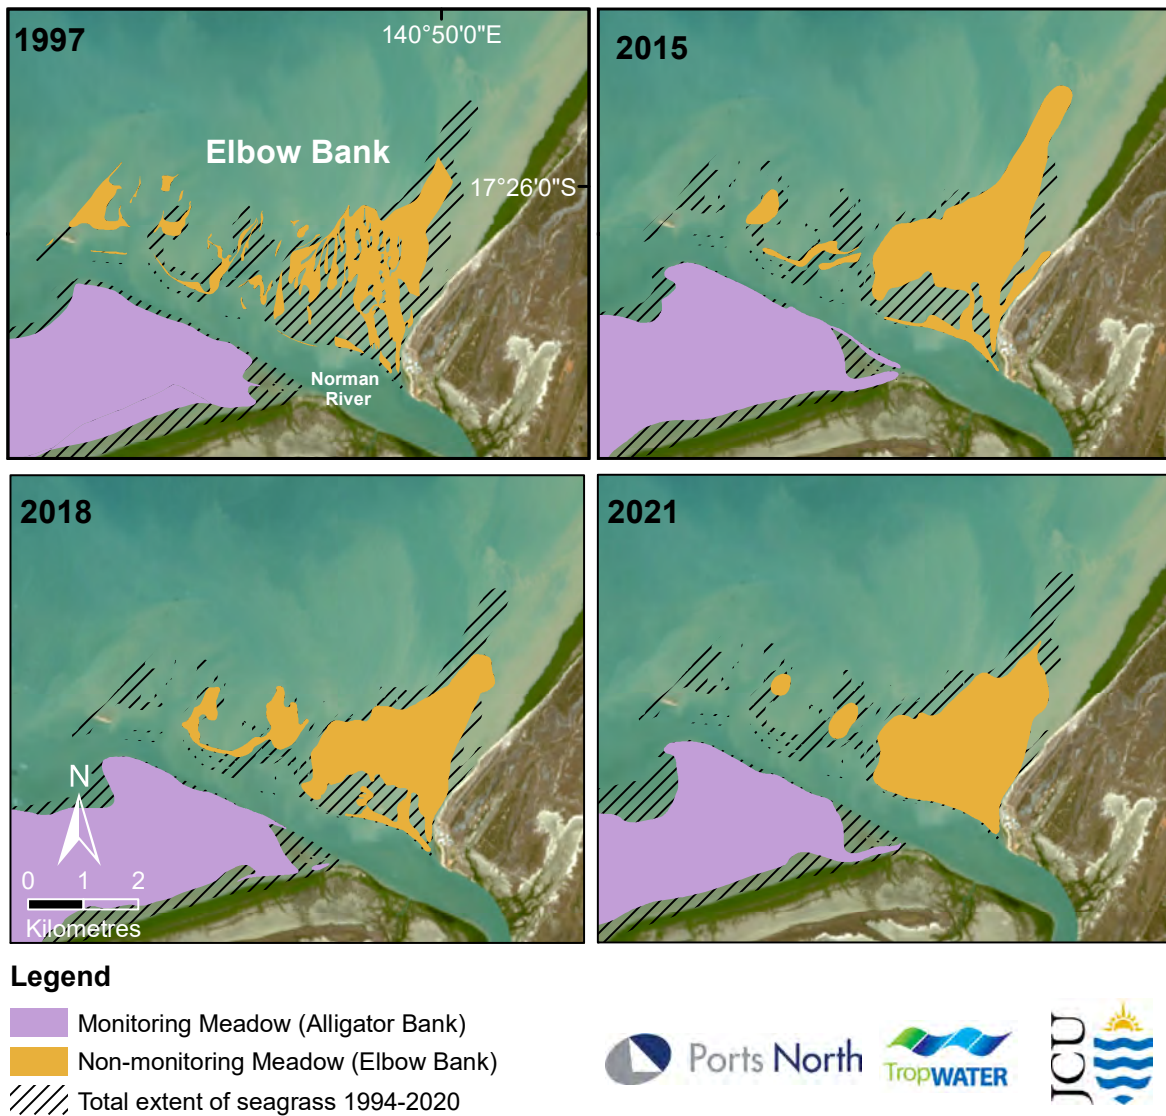 1997
140°50'0"E
Elbow Bank
17°26'0"S
Norman
River
2015
2018
N
0 1 2
Kilometres
2021
Legend
Monitoring Meadow (Alligator Bank)
Non-monitoring Meadow (Elbow Bank)
Total extent of seagrass 1994-2020
Ports North
TropWATER
JCU